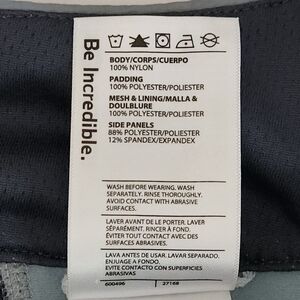 Be Incredible.
BODY/CORPS/CUERPO
100% NYLON
PADDING
100% POLYESTER/POLIESTER
MESH & LINING/MALLA &
DOUBLURE
100% POLYESTER/POLIESTER
SIDE PANELS
88% POLYESTER/POLIESTER
12% SPANDEX/EXPANDEX
WASH BEFORE WEARING, WASH
SEPARATELY. RINSE THOROUGHLY.
AVOID CONTACT WITH ABRASIVE
SURFACES.
LAVER AVANT DE LE PORTER, LAVER
SÉPARÉMENT. RINCER À FOND.
ÉVITER TOUT CONTACT AVEC DES
SURFACES ABRASIVES.
LAVA ANTES DE USAR. LAVAR SEPARADO.
ENJUAGE A FONDO.
EVITE CONTACTO CON SUPERFICIES
ABRASIVAS
600496 27168